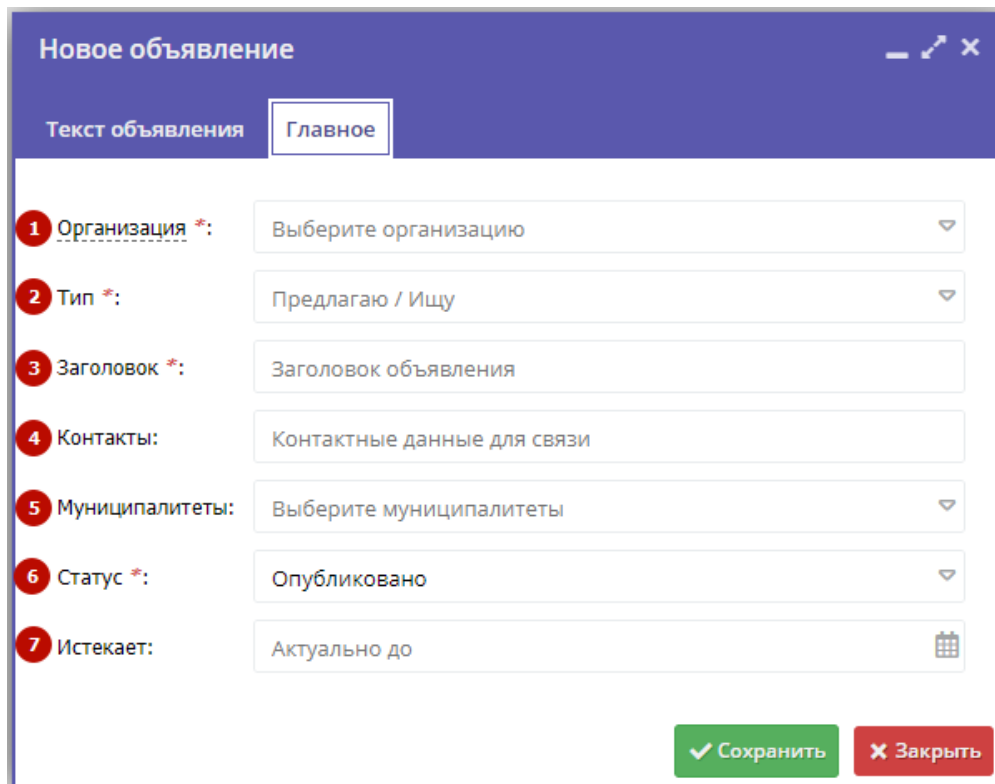 Новое объявление
Текст объявления Главное
1 Организация *: Выберите организацию
2 Тип *: Предлагаю / Ищу
3 Заголовок *: Заголовок объявления
4 Контакты: Контактные данные для связи
5 Муниципалитеты: Выберите муниципалитеты
6 Статус *: Опубликовано
7 Истекает: Актуально до
Сохранить Закрыть